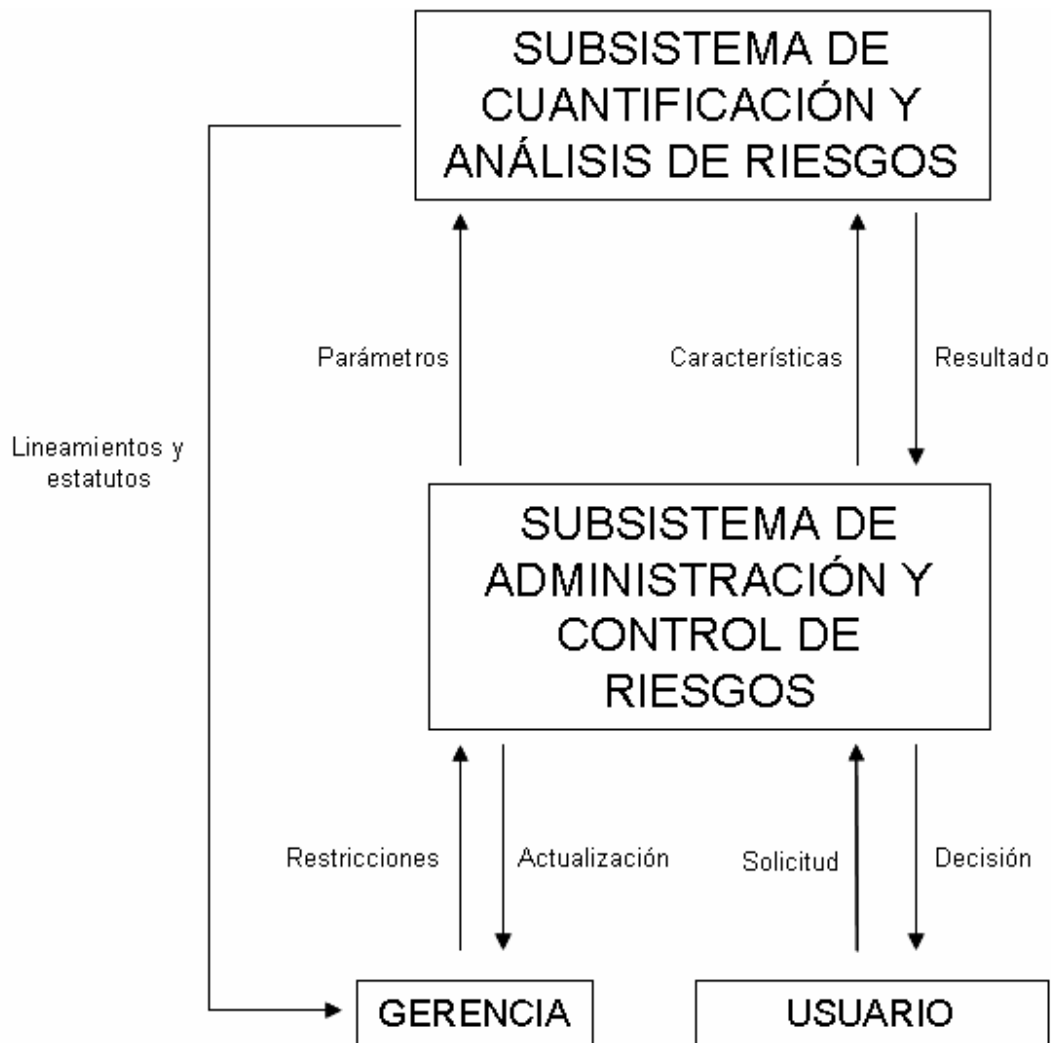 SUBSISTEMA DE
CUANTIFICACIÓN Y
ANÁLISIS DE RIESGOS
Parámetros
Característícas
Resultado
Lineamientos y
estatutos
SUBSISTEMA DE
ADMINISTRACIÓN Y
CONTROL DE
RIESGOS
Restricciones
Actualización
Solicitud
Decisión
GERENCIA
USUARIO